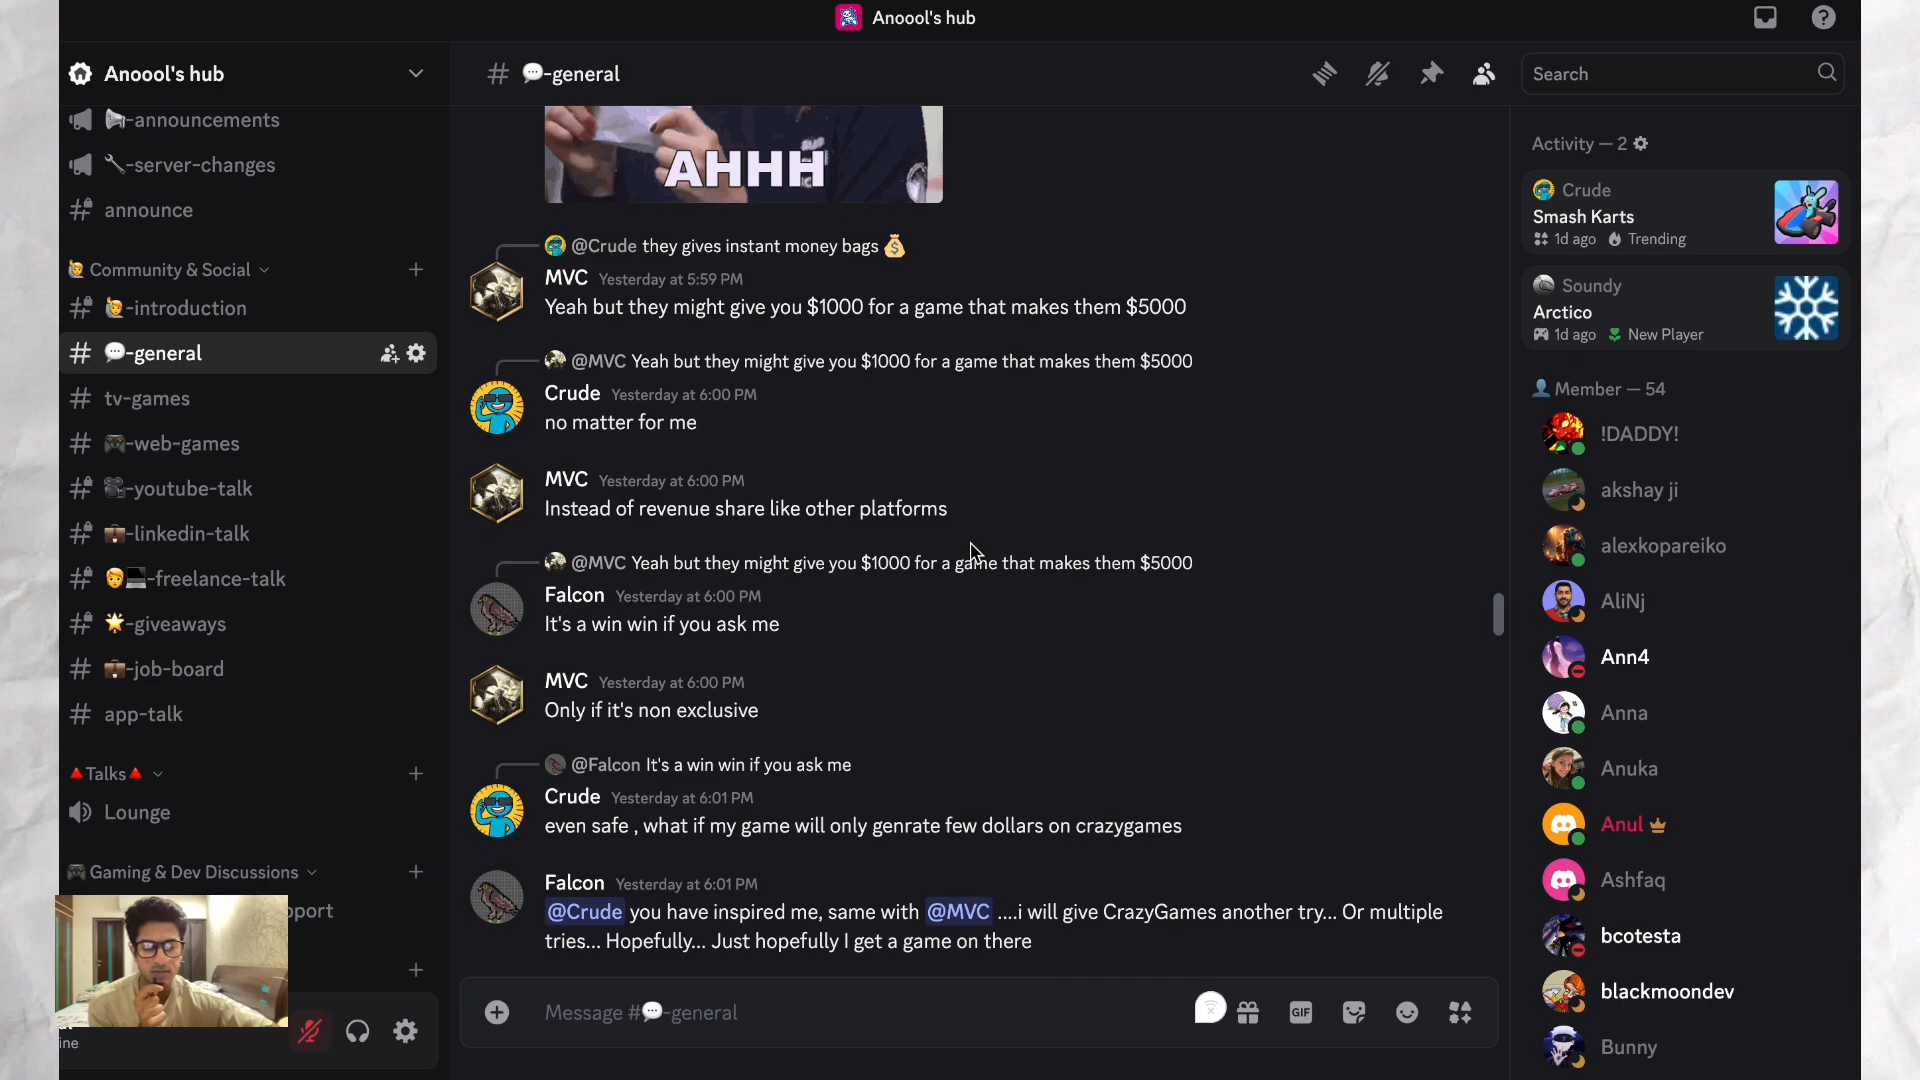 Anoool's hub
Anoool's hub
-announcements
-server-changes
announce
Community & Social
-introduction
-general
tv-games
-web-games
-youtube-talk
-linkedin-talk
-freelance-talk
-giveaways
-job-board
app-talk
Talks
Lounge
Gaming & Dev Discussions
pport
ine
-general
AHHH
@Crude they gives instant money bags
MVC Yesterday at 5:59 PM
Yeah but they might give you $1000 for a game that makes them $5000
@MVC Yeah but they might give you $1000 for a game that makes them $5000
Crude Yesterday at 6:00 PM
no matter for me
MVC Yesterday at 6:00 PM
Instead of revenue share like other platforms
@MVC Yeah but they might give you $1000 for a game that makes them $5000
Falcon Yesterday at 6:00 PM
It's a win win if you ask me
MVC Yesterday at 6:00 PM
Only if it's non exclusive
@Falcon It's a win win if you ask me
Crude Yesterday at 6:01 PM
even safe , what if my game will only genrate few dollars on crazygames
Falcon Yesterday at 6:01 PM
@Crude you have inspired me, same with @MVC ....i will give CrazyGames another try... Or multiple
tries... Hopefully... Just hopefully I get a game on there
Message #-general
GIF
Search
Activity — 2
Crude
Smash Karts
1d ago Trending
Soundy
Arctico
1d ago New Player
Member — 54
!DADDY!
akshay ji
alexkopareiko
AliNj
Ann4
Anna
Anuka
Anul
Ashfaq
bcotesta
blackmoondev
Bunny